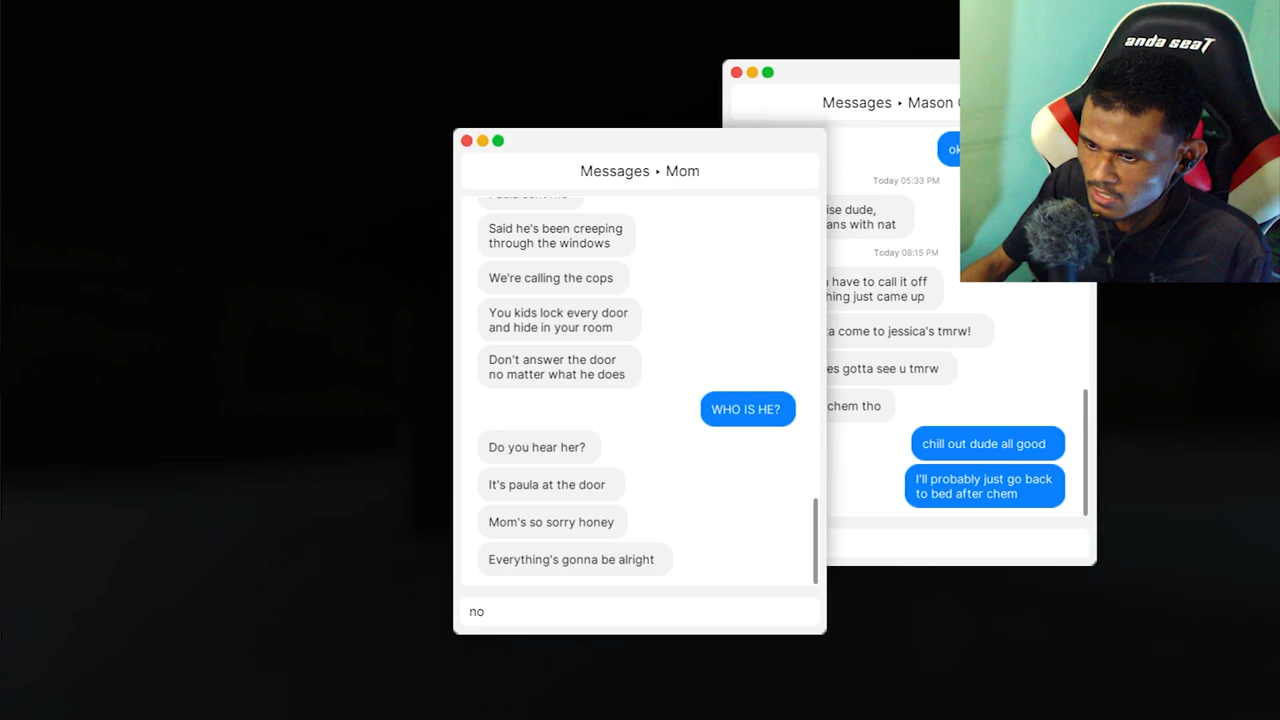 anda seaT
Messages ‣ Mason
ok
Today 05:33 PM
ise dude,
ans with nat
Today 08:15 PM
have to call it off
hing just came up
a come to jessica's tmrw!
es gotta see u tmrw
chem tho
chill out dude all good
I'll probably just go back
to bed after chem
Messages ‣ Mom
Said he's been creeping
through the windows
We're calling the cops
You kids lock every door
and hide in your room
Don't answer the door
no matter what he does
WHO IS HE?
Do you hear her?
It's paula at the door
Mom's so sorry honey
Everything's gonna be alright
no